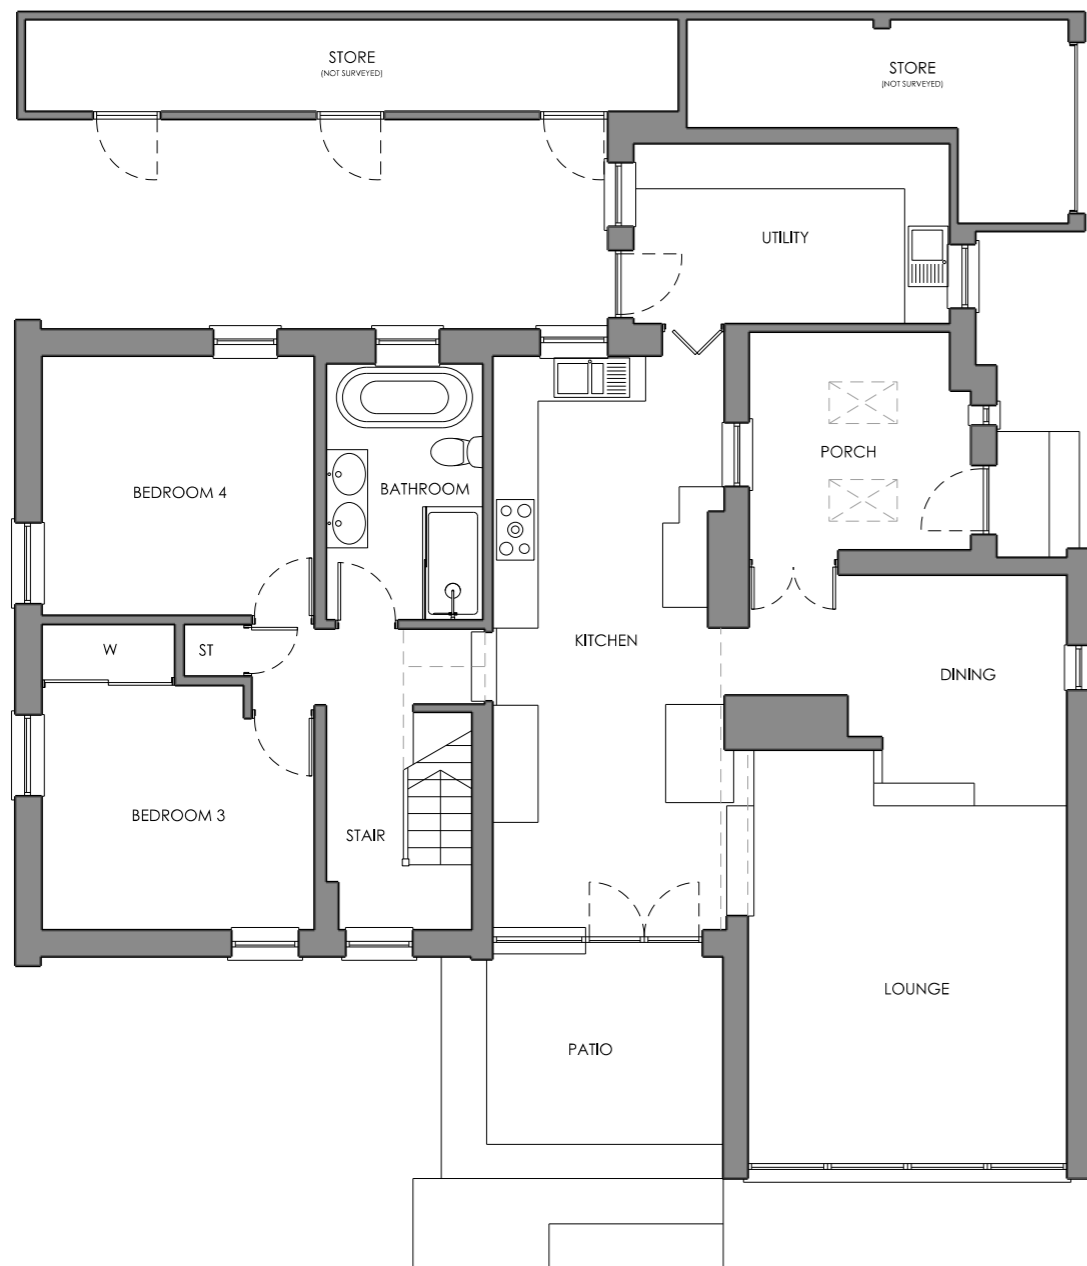 STORE
(NOT SURVEYED)
STORE
(NOT SURVEYED)
UTILITY
PORCH
BEDROOM 4
BATHROOM
KITCHEN
W
ST
DINING
BEDROOM 3
STAIR
LOUNGE
PATIO